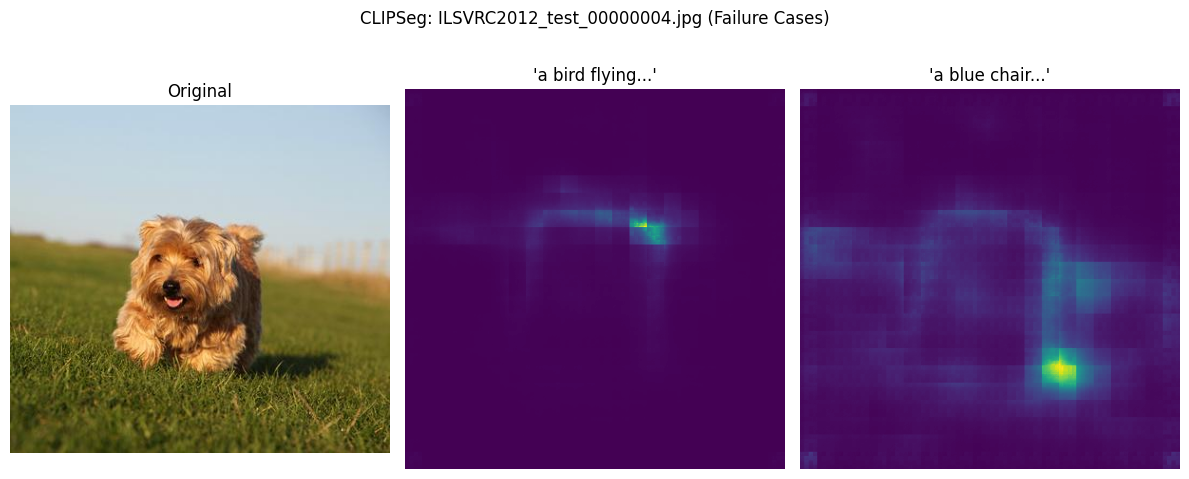 CLIPSeg: ILSVRC2012_test_00000004.jpg (Failure Cases)
Original
'a bird flying...'
'a blue chair...'